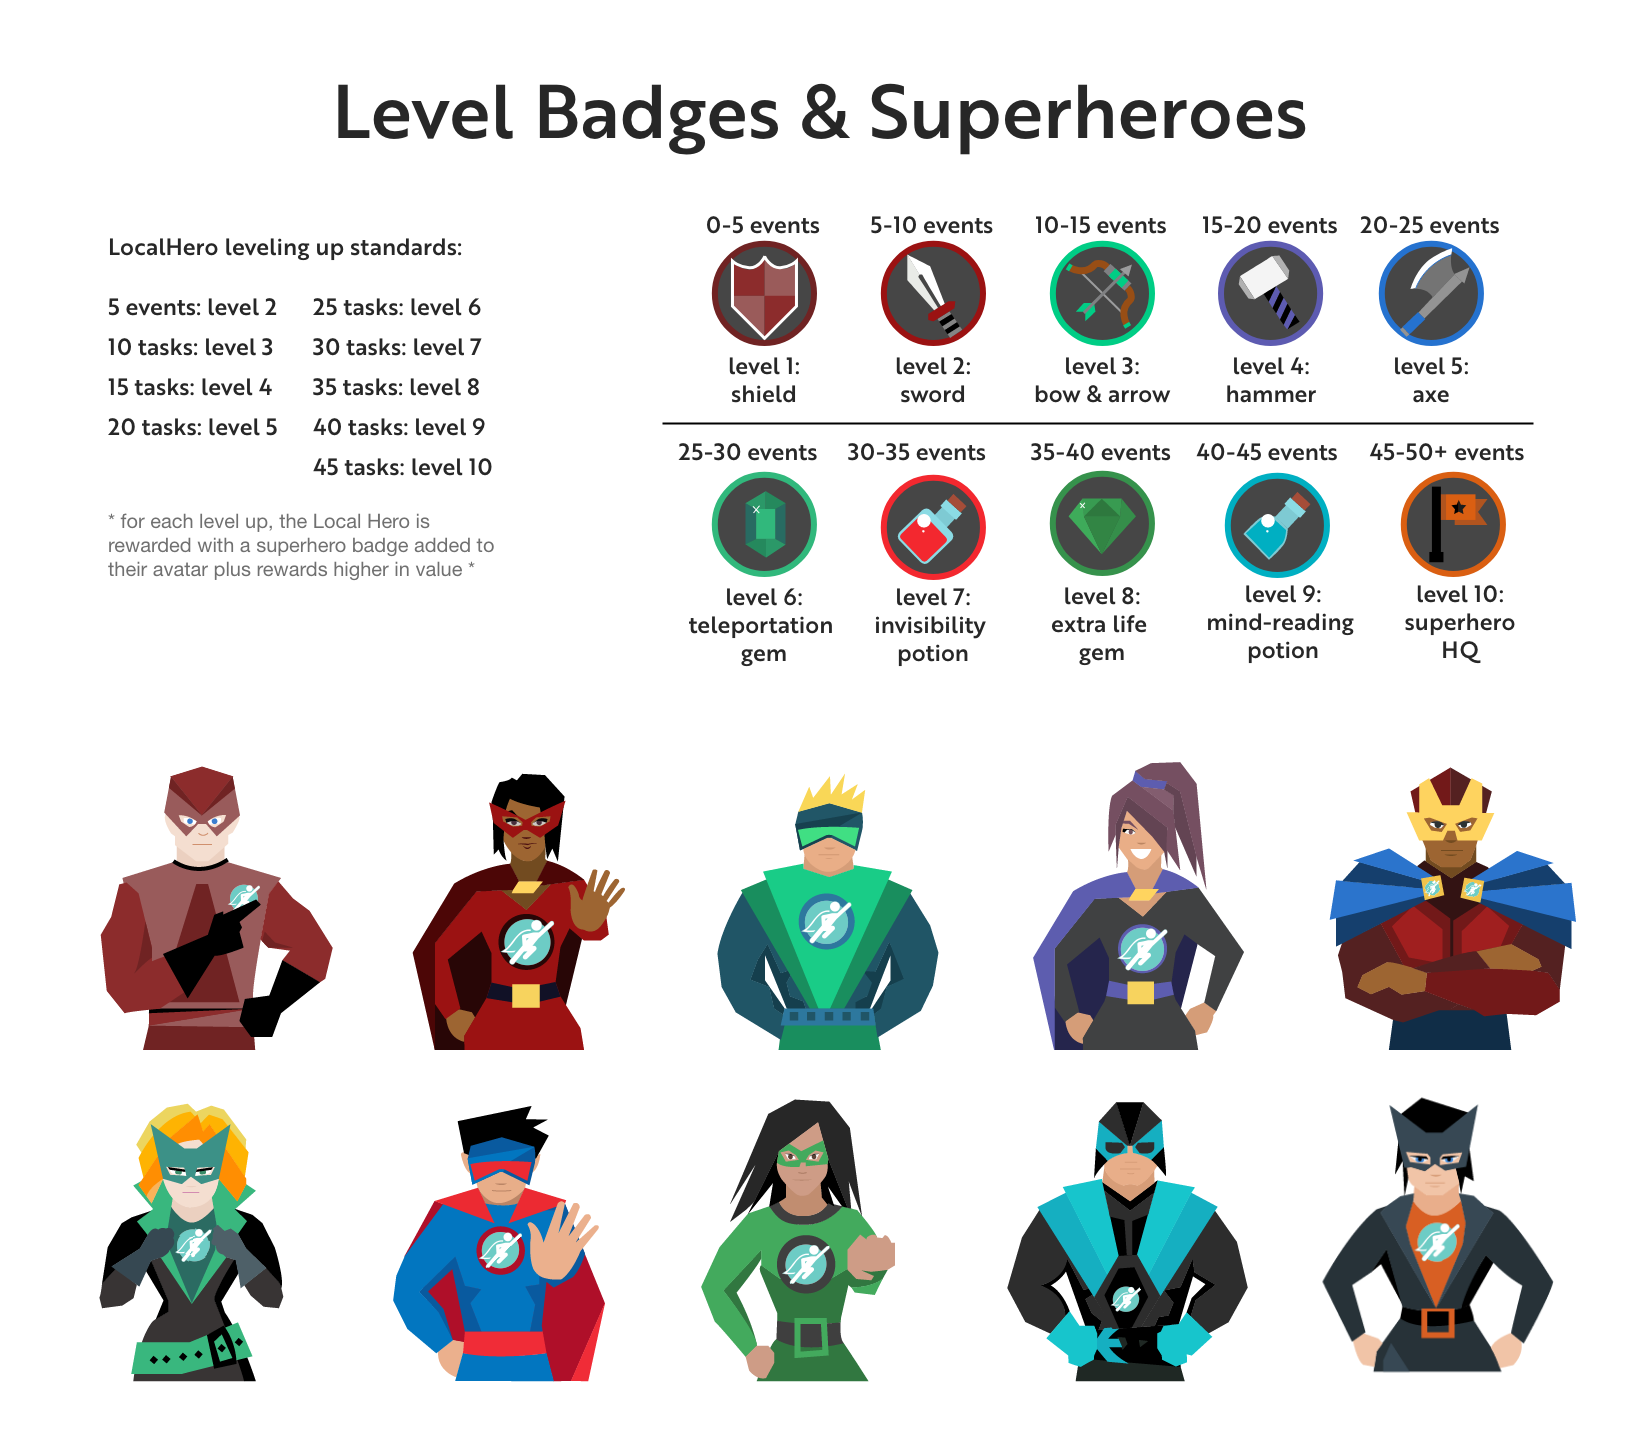 Level Badges & Superheroes
LocalHero leveling up standards:
5 events: level 2
10 tasks: level 3
15 tasks: level 4
20 tasks: level 5
25 tasks: level 6
30 tasks: level 7
35 tasks: level 8
40 tasks: level 9
45 tasks: level 10
* for each level up, the Local Hero is
rewarded with a superhero badge added to
their avatar plus rewards higher in value *
0-5 events
level 1:
shield
5-10 events
level 2:
sword
10-15 events
level 3:
bow & arrow
15-20 events
level 4:
hammer
20-25 events
level 5:
axe
25-30 events
level 6:
teleportation
gem
30-35 events
level 7:
invisibility
potion
35-40 events
level 8:
extra life
gem
40-45 events
level 9:
mind-reading
potion
45-50+ events
level 10:
superhero
HQ